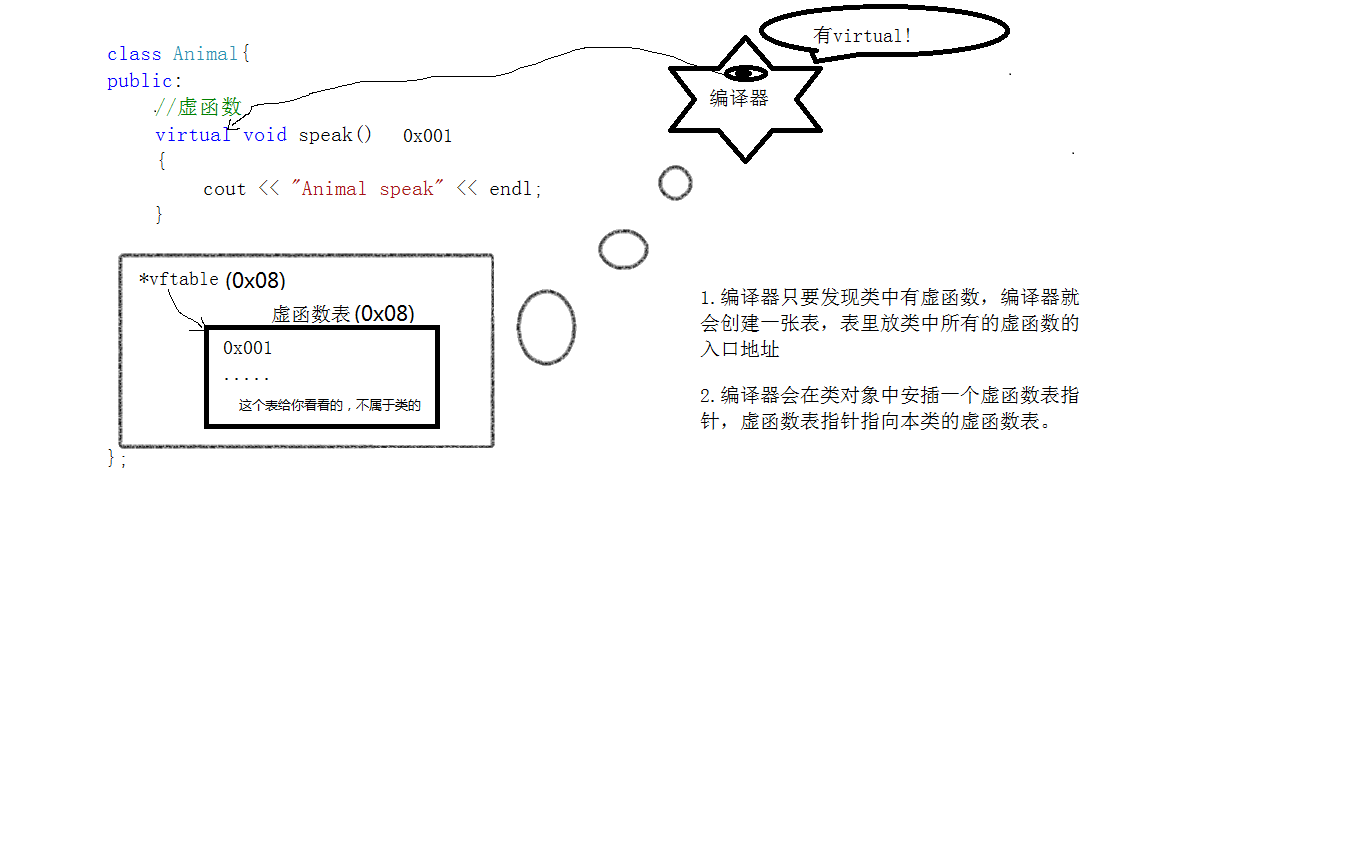 有virtual!
编译器
class Animal{
public:
//虚函数
virtual void speak() 0x001
{
cout << "Animal speak" << endl;
}
*vftable (0x08)
虚函数表(0x08)
0x001
.....
这个表给你看看的，不属于类的
};
1.编译器只要发现类中有虚函数，编译器就
会创建一张表，表里放类中所有的虚函数的
入口地址
2.编译器会在类对象中安插一个虚函数表指
针，虚函数表指针指向本类的虚函数表。